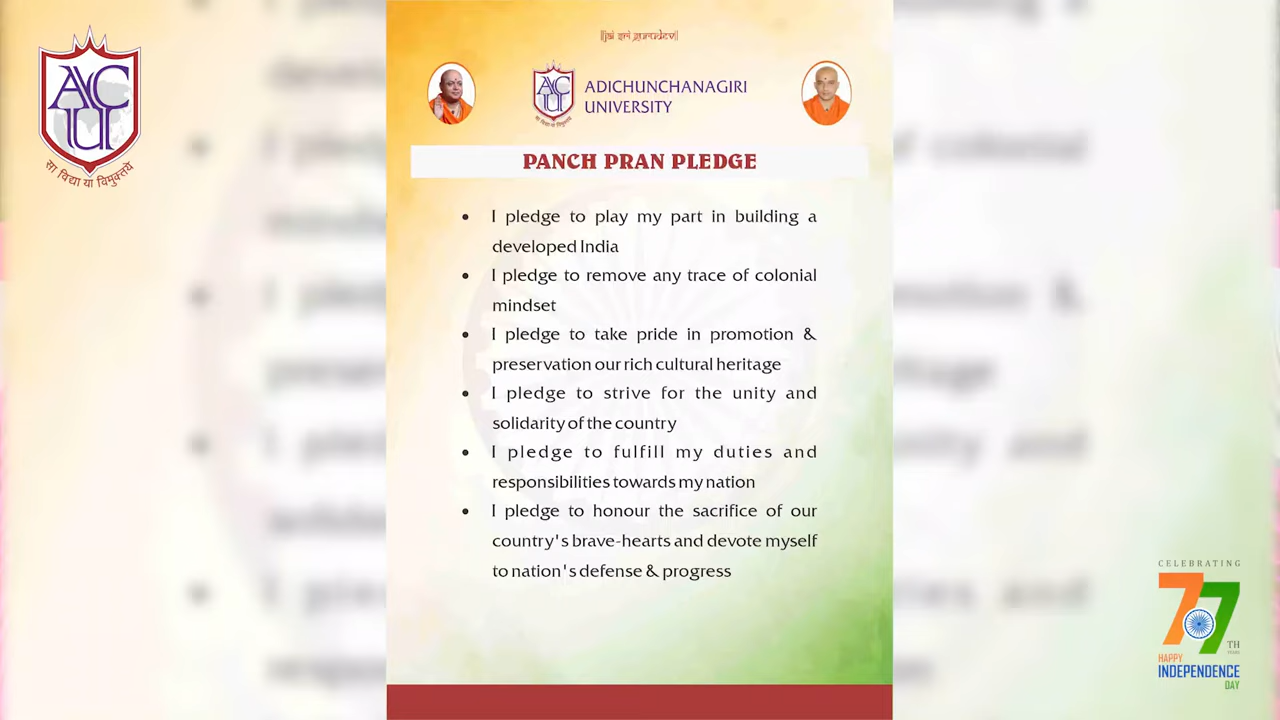 ACU
सा विद्या या विमुक्तये
||jai sri gurudev||
ACU
सा विद्या या विमुक्तये
ADICHUNCHANAGIRI
UNIVERSITY
PANCH PRAN PLEDGE
• I pledge to play my part in building a
developed India
• I pledge to remove any trace of colonial
mindset
• I pledge to take pride in promotion &
preservation our rich cultural heritage
• I pledge to strive for the unity and
solidarity of the country
• I pledge to fulfill my duties and
responsibilities towards my nation
• I pledge to honour the sacrifice of our
country's brave-hearts and devote myself
to nation's defense & progress
CELEBRATING
77
TH
YEARS
HAPPY
INDEPENDENCE
DAY